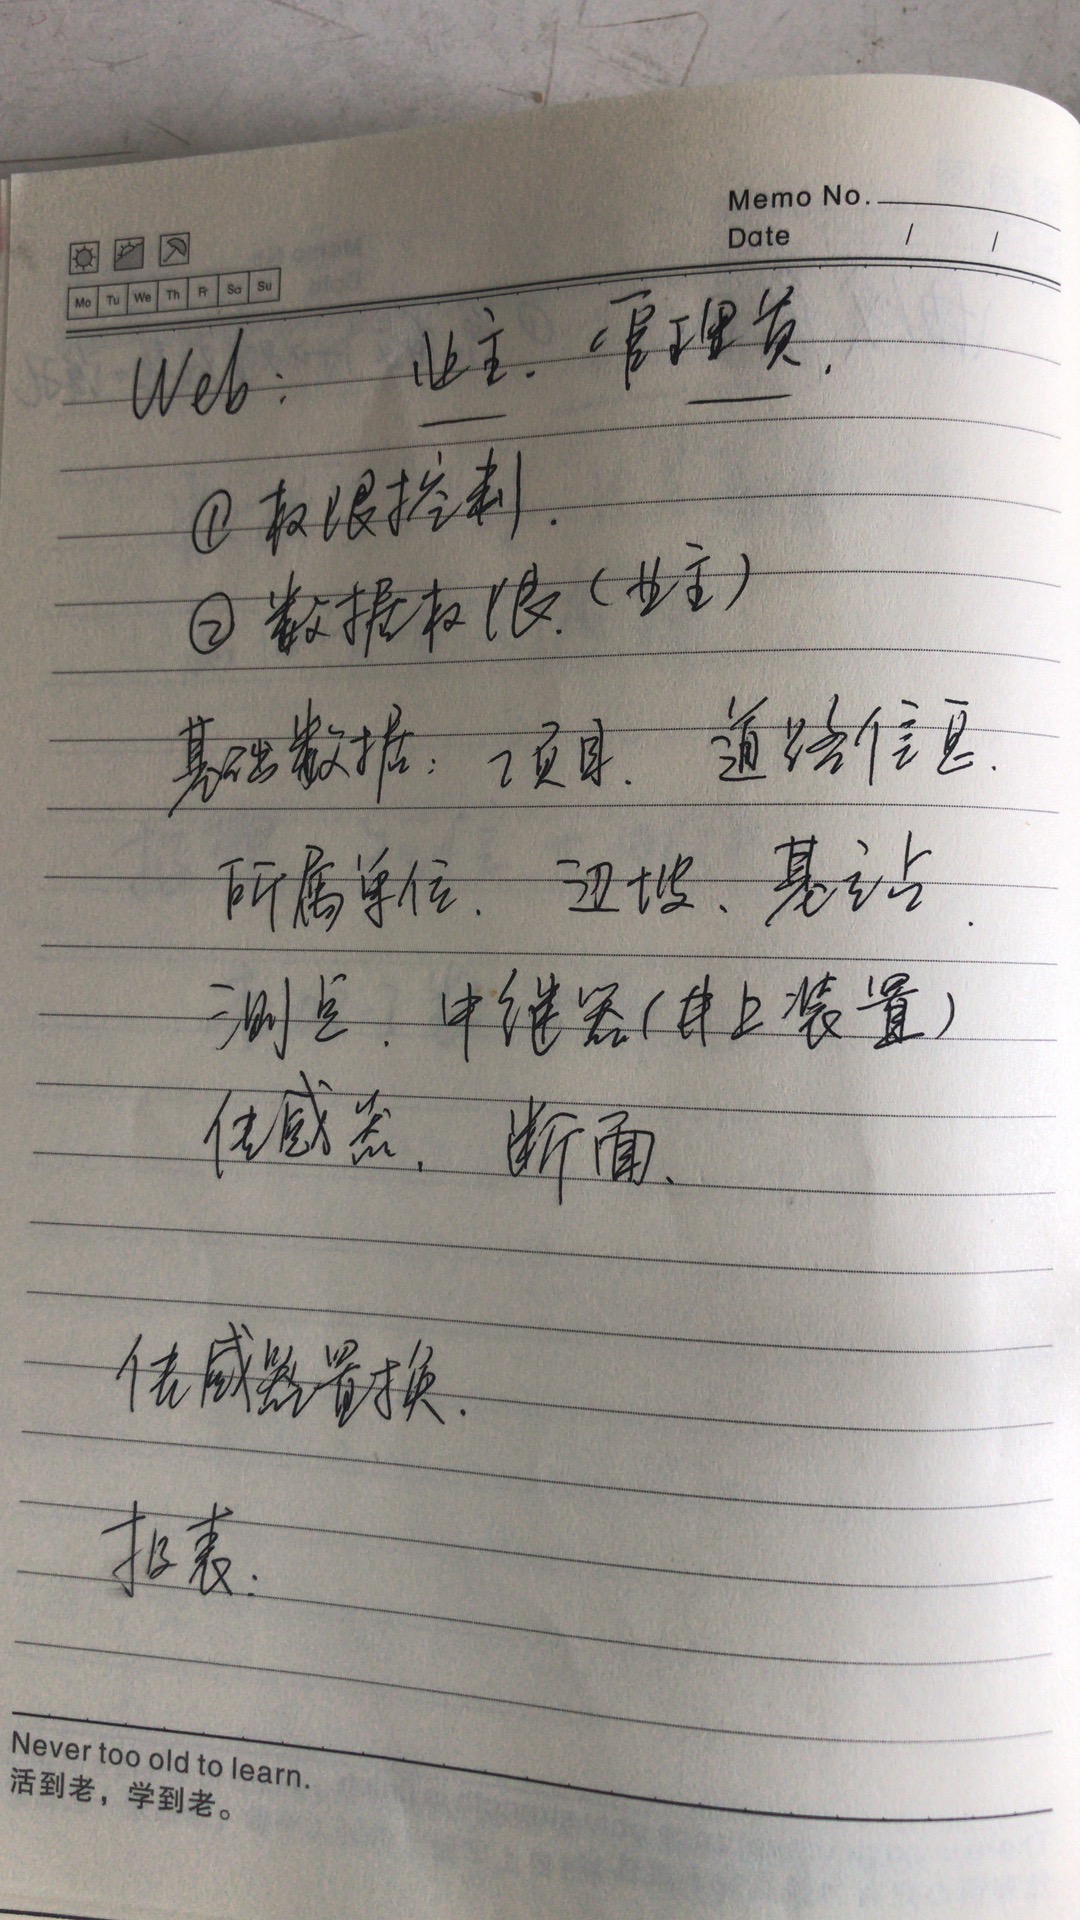 Memo No.
Date / /
Mo Tu We Th Fr Sa Su
Web: 业主. 管理员.
① 权限控制.
② 数据权限.(业主)
基础数据: 项目. 道路信息.
所属单位. 边坡、基站.
测点. 中继器(井上装置)
传感器. 断面、
传感器置换.
报表.
Never too old to learn.
活到老，学到老。